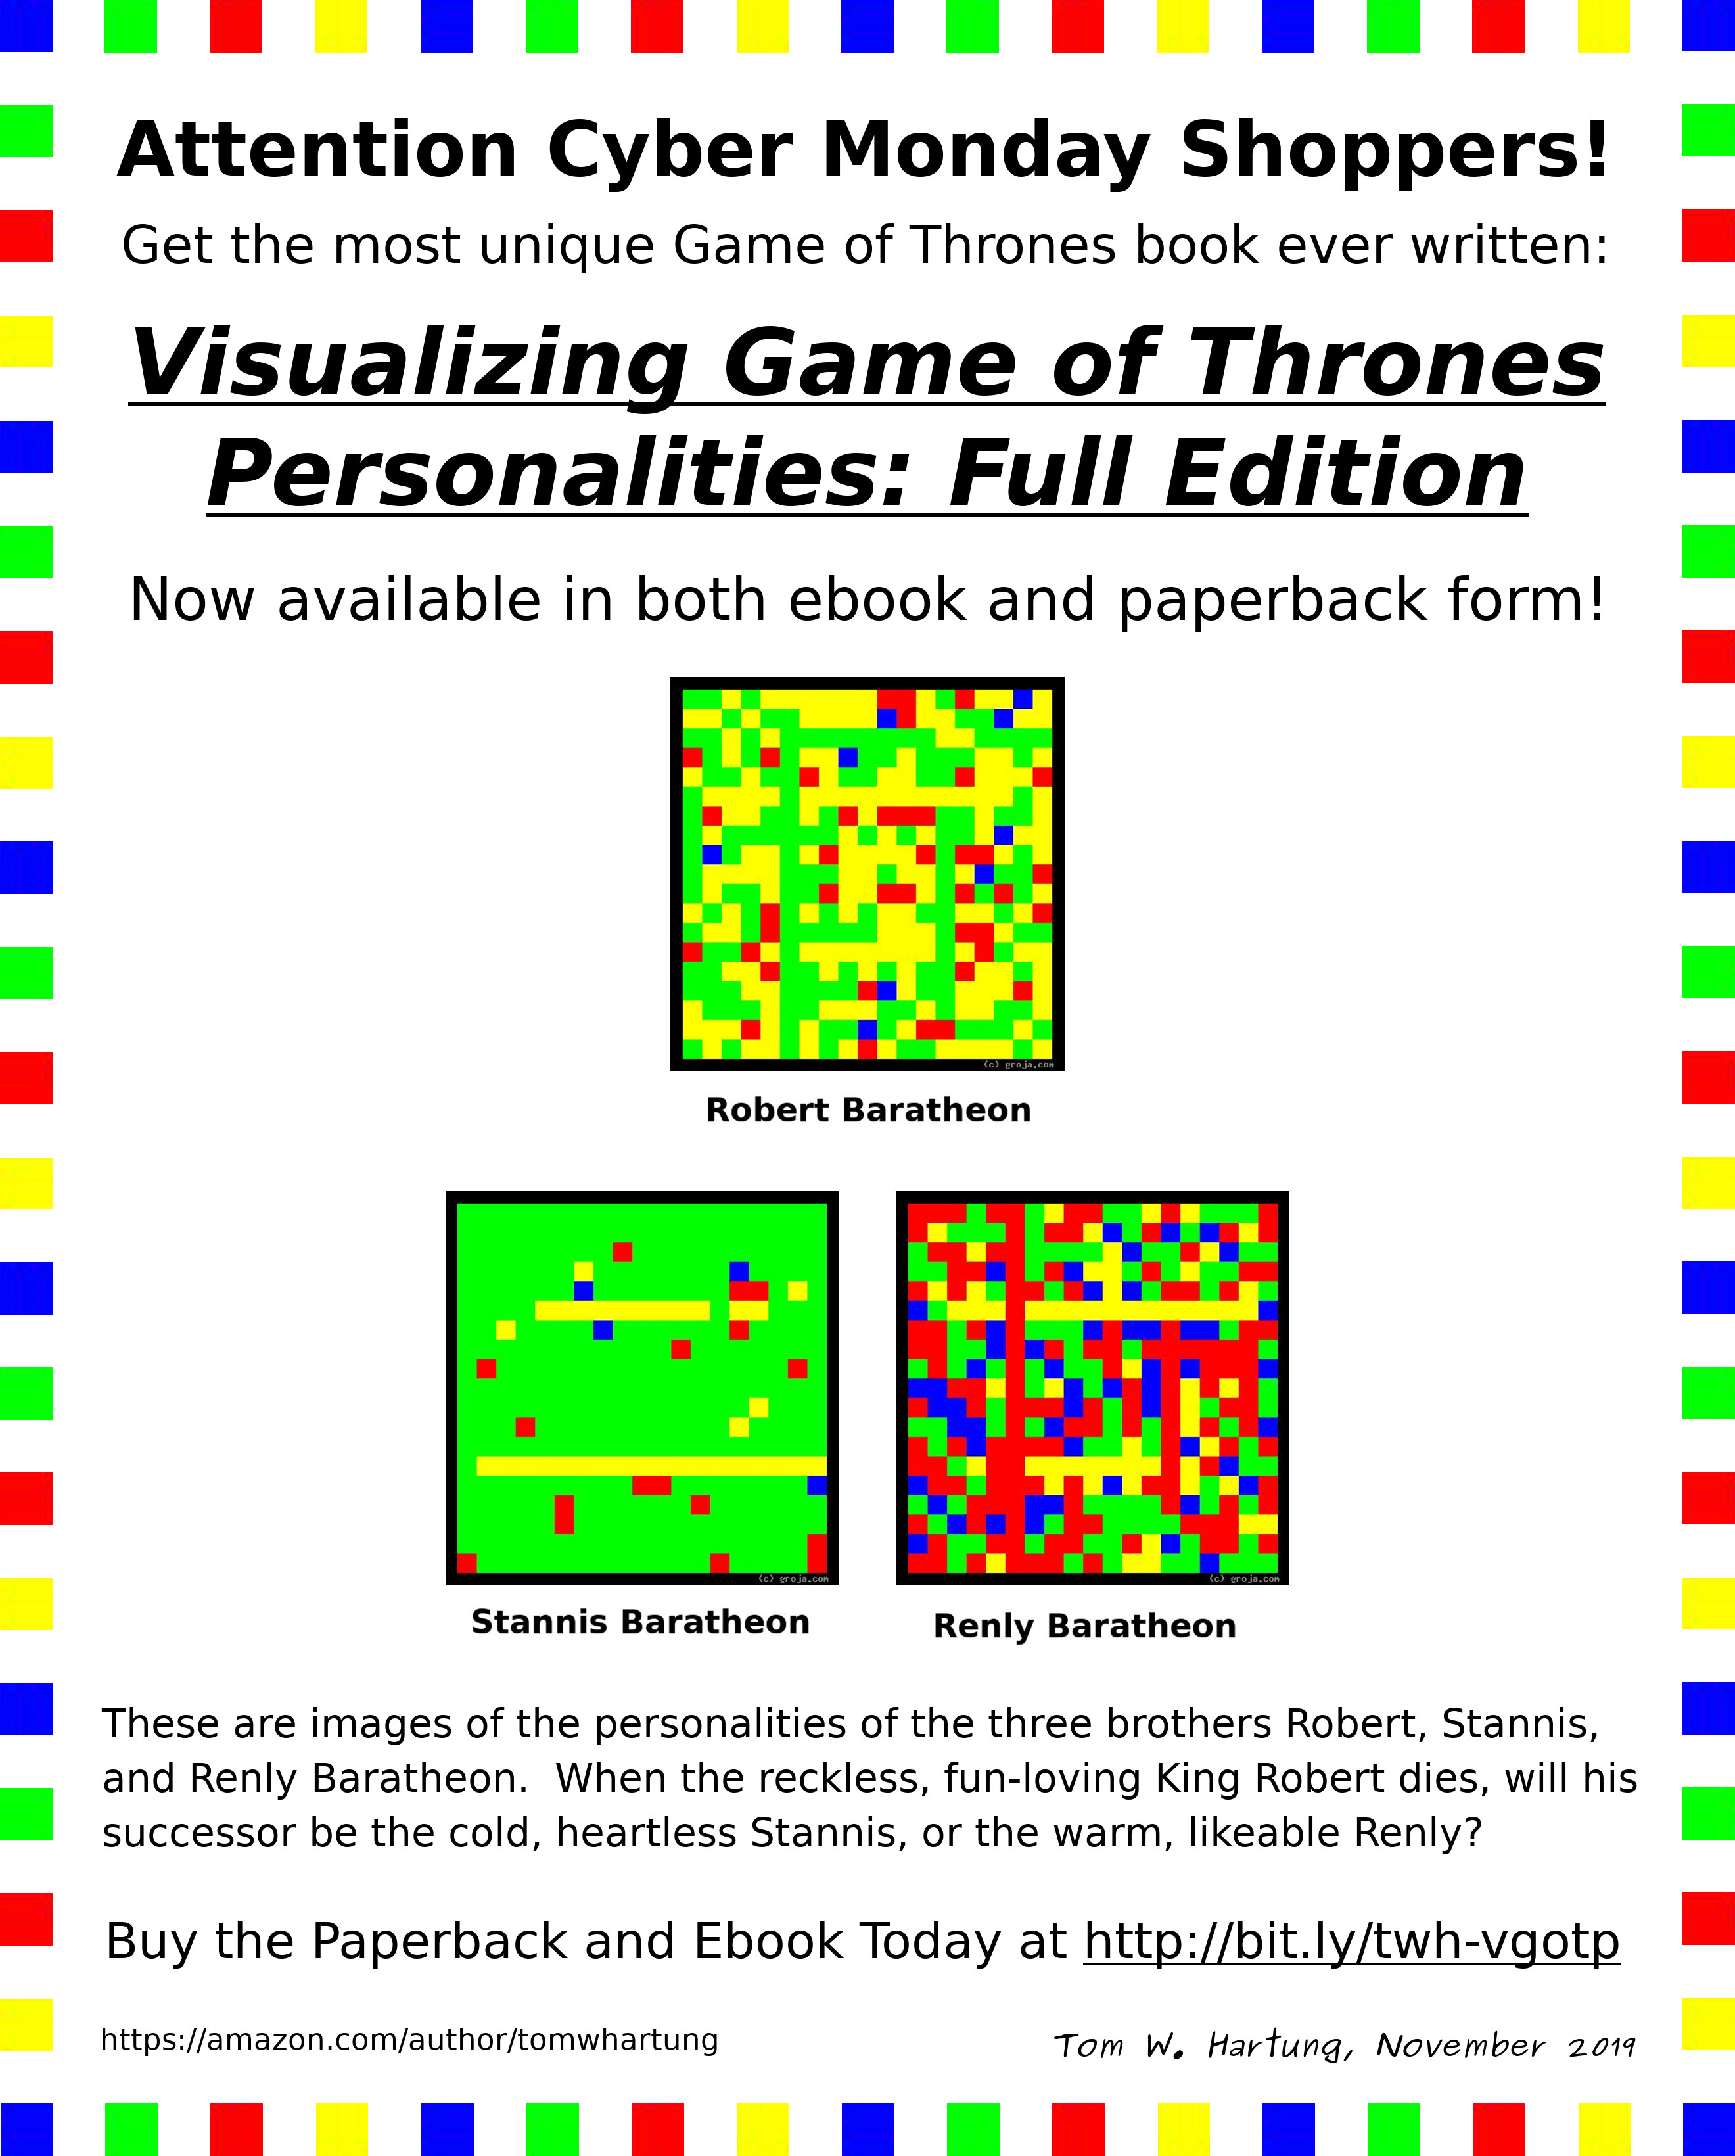 Attention Cyber Monday Shoppers!
Get the most unique Game of Thrones book ever written:
Visualizing Game of Thrones
Personalities: Full Edition
Now available in both ebook and paperback form!
(c) groja.com
Robert Baratheon
(c) groja.com
(c) groja.com
Stannis Baratheon
Renly Baratheon
These are images of the personalities of the three brothers Robert, Stannis,
and Renly Baratheon.  When the reckless, fun-loving King Robert dies, will his
successor be the cold, heartless Stannis, or the warm, likeable Renly?
Buy the Paperback and Ebook Today at http://bit.ly/twh-vgotp
https://amazon.com/author/tomwhartung
Tom W. Hartung, November 2019